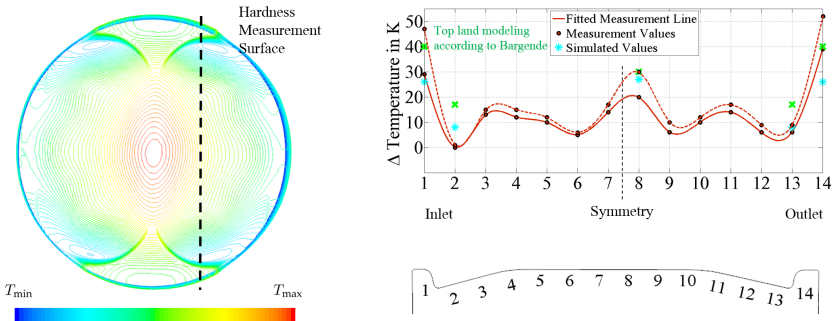 Hardness
Measurement
Surface
T_min T_max
Δ Temperature in K
50
40
30
20
10
0
Top land modeling
according to Bargende
Fitted Measurement Line
Measurement Values
Simulated Values
1 2 3 4 5 6 7 8 9 10 11 12 13 14
Inlet Symmetry Outlet
1 2 3 4 5 6 7 8 9 10 11 12 13 14